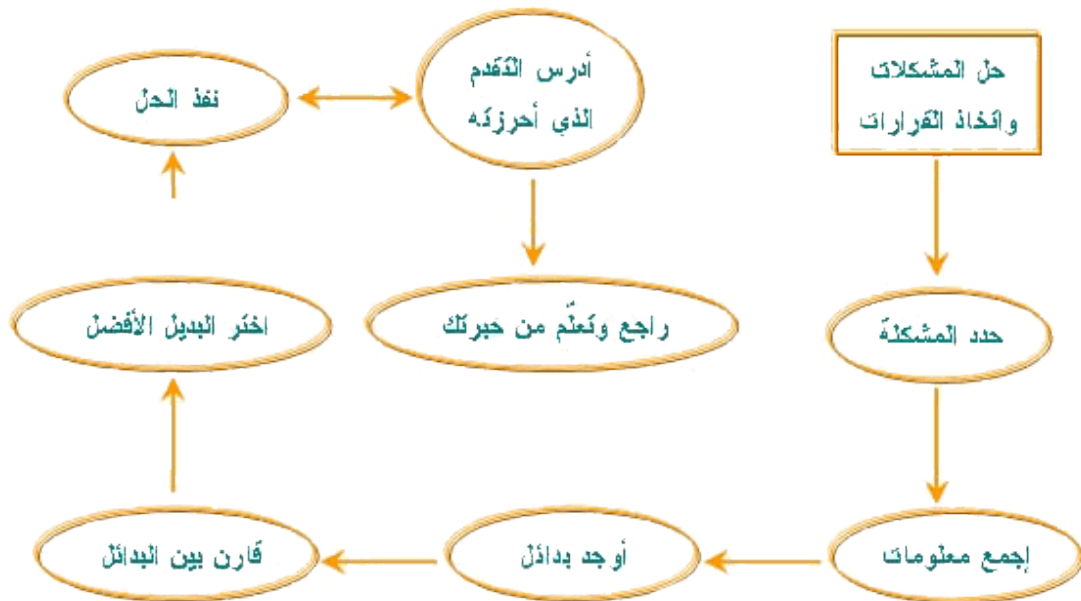 حل المشكلات
واتخاذ القرارات
حدد المشكلة
إجمع معلومات
أوجد بدائل
قارن بين البدائل
اختر البديل الأفضل
نفذ الحل
أدرس التقدم
الذي أحرزته
راجع وتعلّم من خبرتك